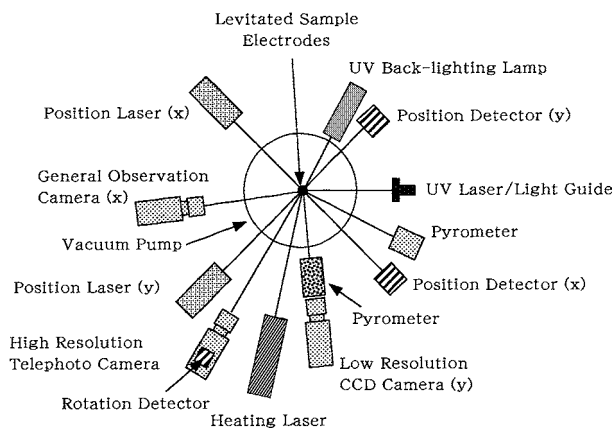 Levitated Sample
Electrodes
UV Back-lighting Lamp
Position Laser (x)
Position Detector (y)
General Observation
Camera (x)
UV Laser/Light Guide
Vacuum Pump
Pyrometer
Position Laser (y)
Position Detector (x)
Pyrometer
High Resolution
Telephoto Camera
Low Resolution
CCD Camera (y)
Rotation Detector
Heating Laser